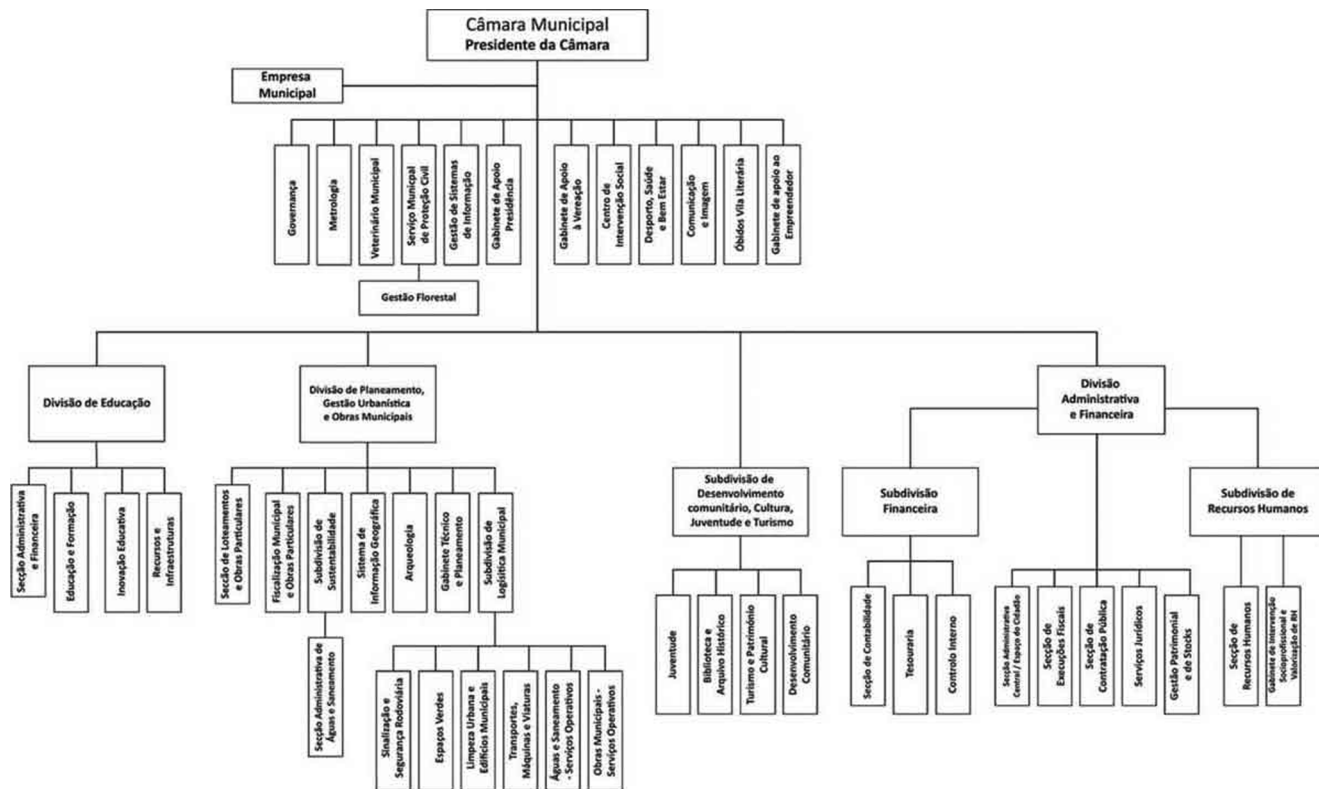 Câmara Municipal
Presidente da Câmara
Empresa
Municipal
Governança
Metrologia
Veterinário Municipal
Serviço Municpal
de Proteção Civil
Gestão de Sistemas
de Informação
Gabinete de Apoio
Presidência
Gabinete de Apoio
à Vereação
Centro de
Intervenção Social
Desporto, Saúde
e Bem Estar
Comunicação
e Imagem
Óbidos Vila Literária
Gabinete de apoio ao
Empreendedor
Gestão Florestal
Divisão de Educação
Divisão de Planeamento,
Gestão Urbanística
e Obras Municipais
Divisão
Administrativa
e Financeira
Subdivisão de
Desenvolvimento
comunitário, Cultura,
Juventude e Turismo
Subdivisão
Financeira
Subdivisão de
Recursos Humanos
Secção Administrativa
e Financeira
Educação e Formação
Inovação Educativa
Recursos e
Infraestruturas
Secção de Loteamentos
e Obras Particulares
Fiscalização Municipal
e Obras Particulares
Subdivisão de
Sustentabilidade
Sistema de
Informação Geográfica
Arqueologia
Gabinete Técnico
e Planeamento
Subdivisão de
Logística Municipal
Secção Administrativa de
Águas e Saneamento
Sinalização e
Segurança Rodoviária
Espaços Verdes
Limpeza Urbana e
Edifícios Municipais
Transportes,
Máquinas e Viaturas
Águas e Saneamento
- Serviços Operativos
Obras Municipais -
Serviços Operativos
Juventude
Biblioteca e
Arquivo Histórico
Turismo e Património
Cultural
Desenvolvimento
Comunitário
Secção de Contabilidade
Tesouraria
Controlo Interno
Secção Administrativa
Central / Espaço do Cidadão
Secção de
Execuções Fiscais
Secção de
Contratação Pública
Serviços Jurídicos
Gestão Patrimonial
e de Stocks
Secção de
Recursos Humanos
Gabinete de Intervenção
Socioprofissional e
Valorização de RH